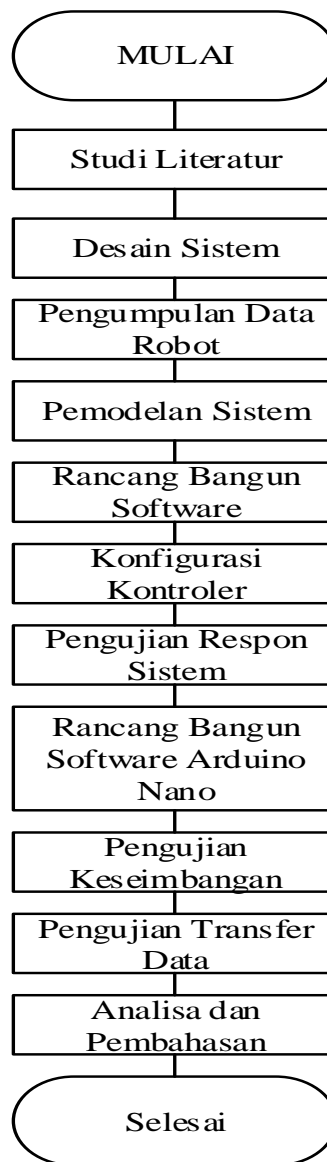 MULAI
Studi Literatur
Desain Sistem
Pengumpulan Data
Robot
Pemodelan Sistem
Rancang Bangun
Software
Konfigurasi
Kontroler
Pengujian Respon
Sistem
Rancang Bangun
Software Arduino
Nano
Pengujian
Keseimbangan
Pengujian Transfer
Data
Analisa dan
Pembahasan
Selesai